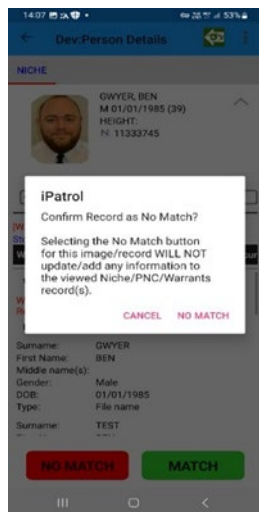 14:07
53%
Dev:Person Details
NICHE
GWYER, BEN
M 01/01/1985 (39)
HEIGHT:
N: 11333745
iPatrol
Confirm Record as No Match?
Selecting the No Match button
for this image/record WILL NOT
update/add any information to
the viewed Niche/PNC/Warrants
record(s).
CANCEL NO MATCH
Surname: GWYER
First Name: BEN
Middle name(s):
Gender: Male
DOB: 01/01/1985
Type: File name
Surname: TEST
NO MATCH MATCH